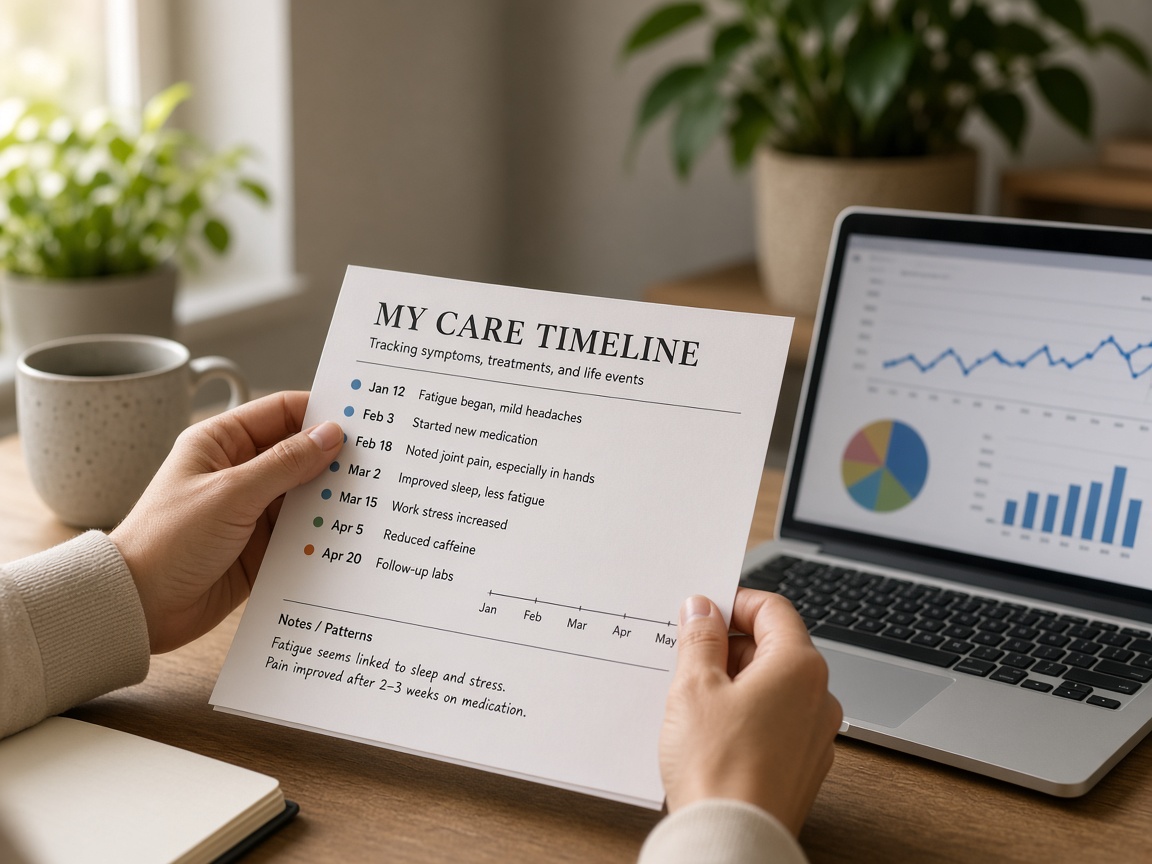 MY CARE TIMELINE
Tracking symptoms, treatments, and life events
Jan 12 Fatigue began, mild headaches
Feb 3 Started new medication
Feb 18 Noted joint pain, especially in hands
Mar 2 Improved sleep, less fatigue
Mar 15 Work stress increased
Apr 5 Reduced caffeine
Apr 20 Follow-up labs
Jan Feb Mar Apr May
Notes / Patterns
Fatigue seems linked to sleep and stress.
Pain improved after 2–3 weeks on medication.